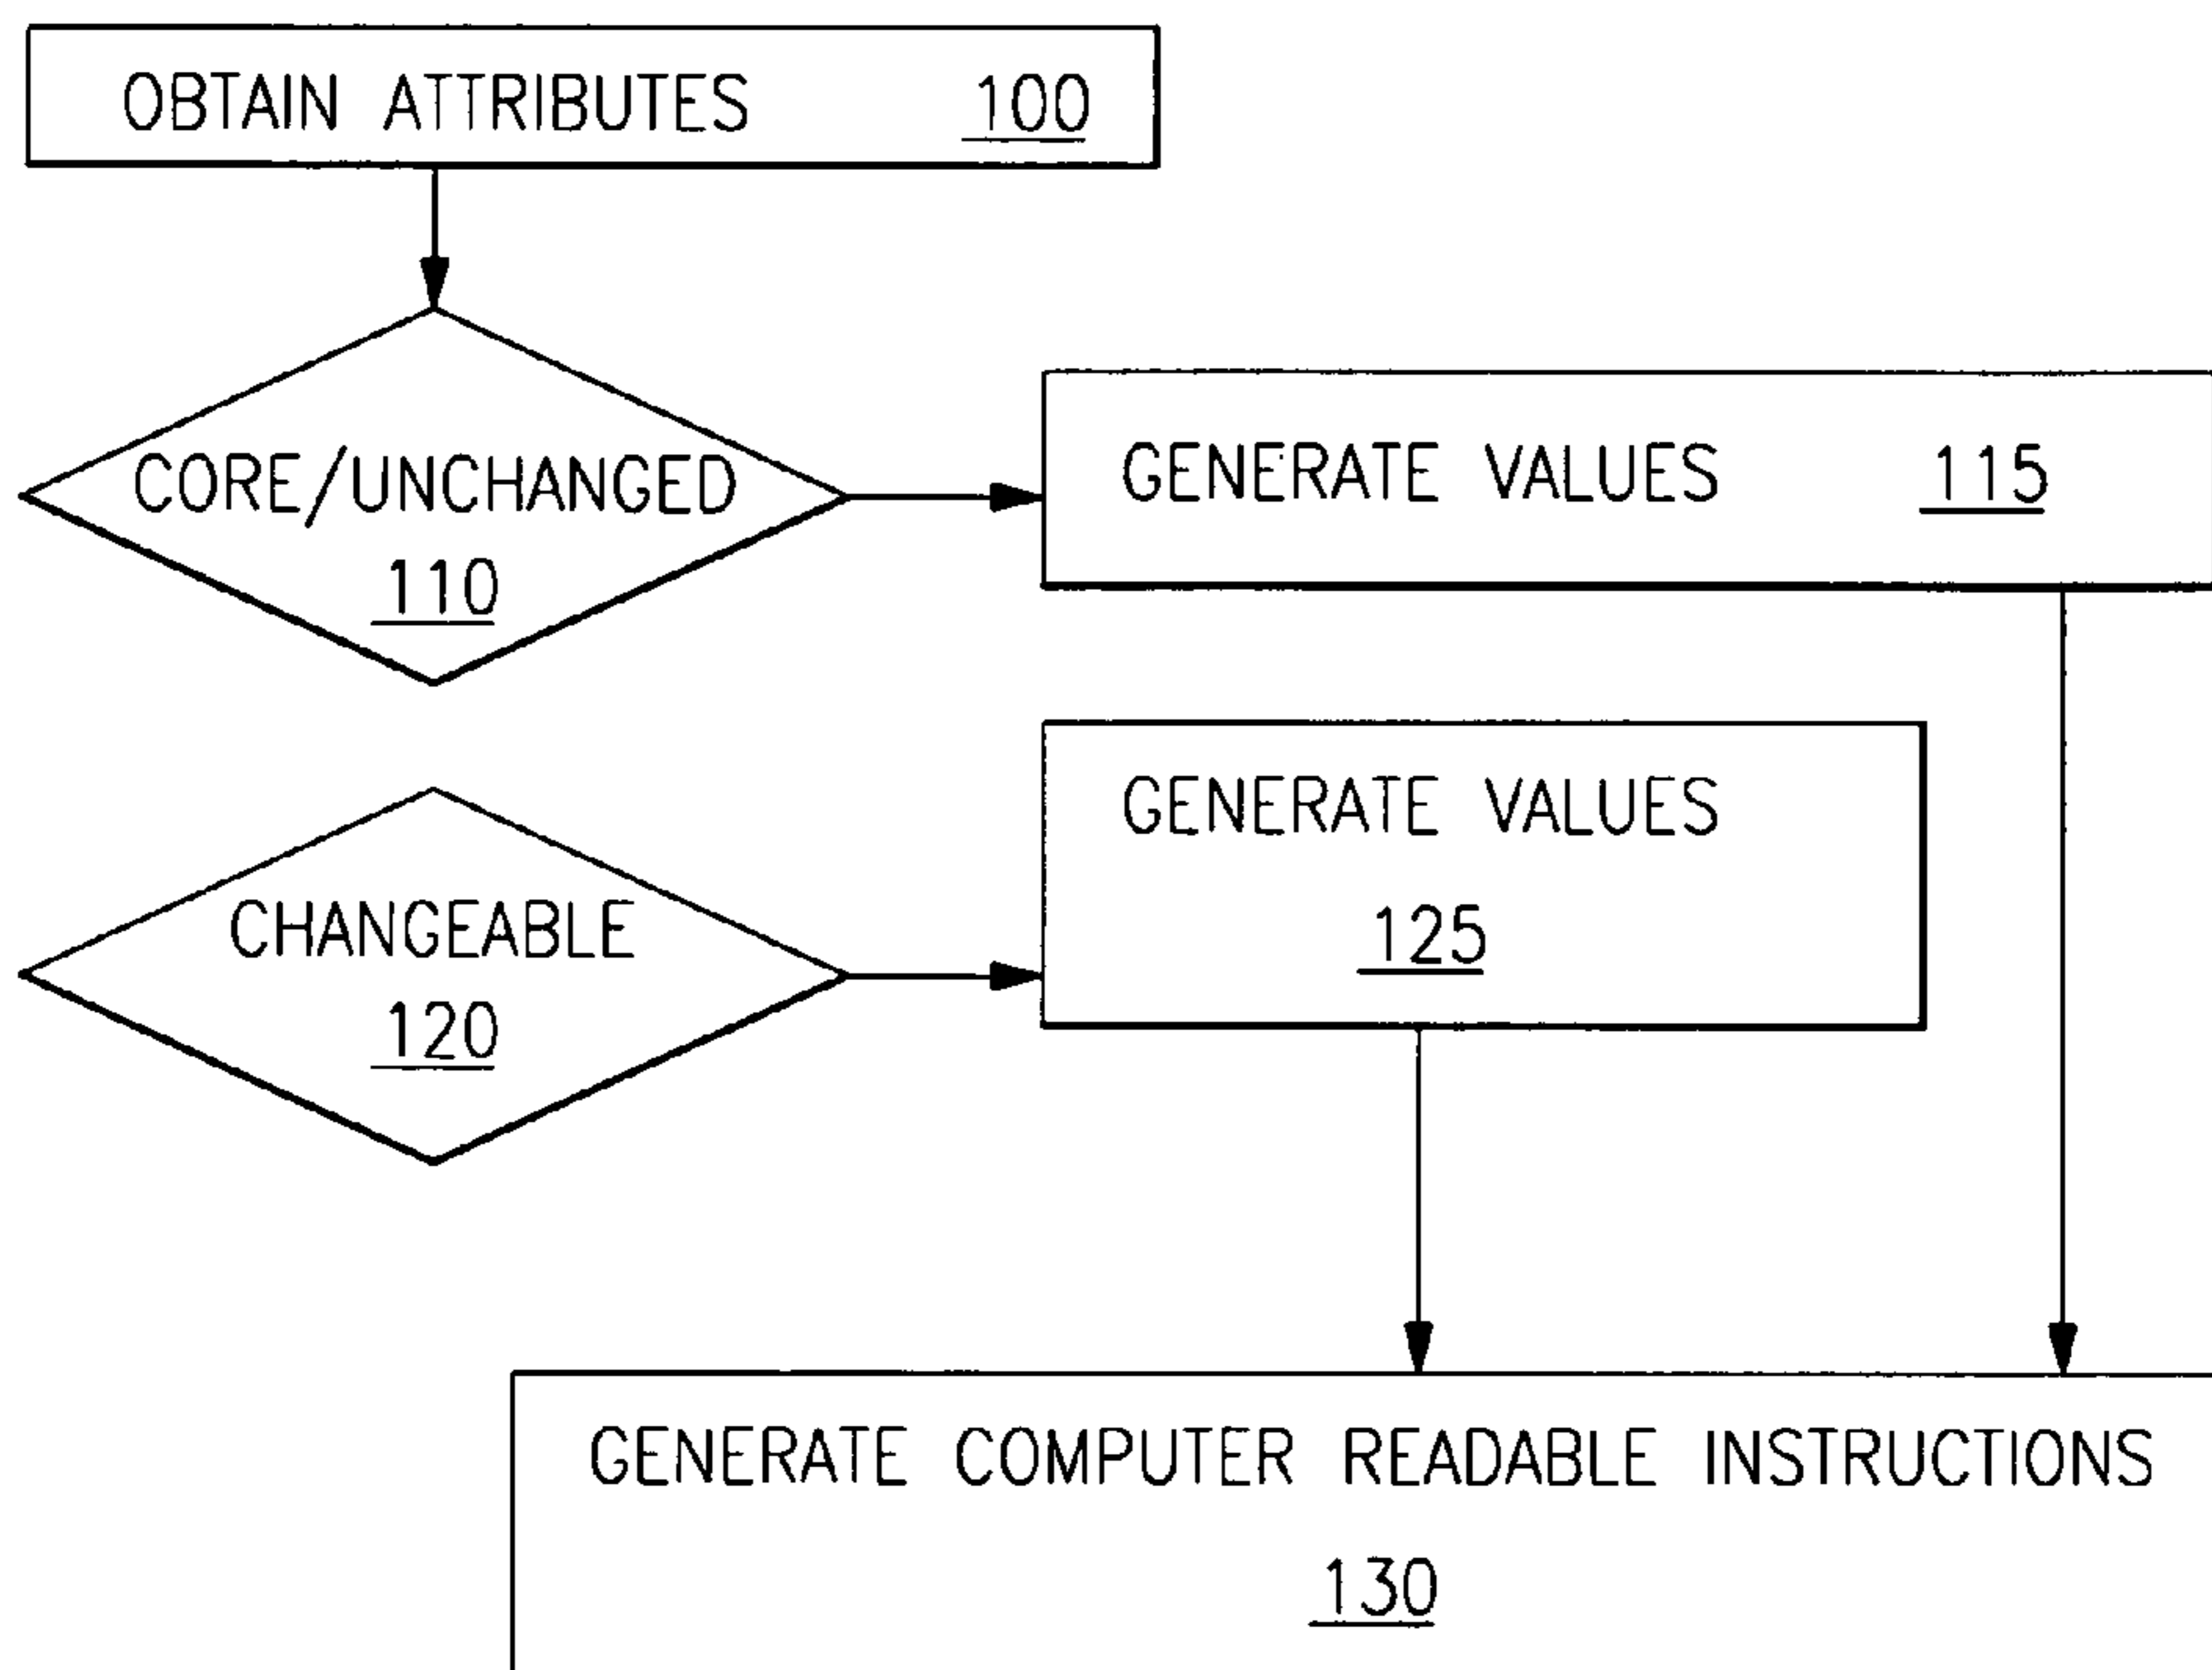 OBTAIN ATTRIBUTES 100
CORE/UNCHANGED
110
GENERATE VALUES 115
CHANGEABLE
120
GENERATE VALUES
125
GENERATE COMPUTER READABLE INSTRUCTIONS
130